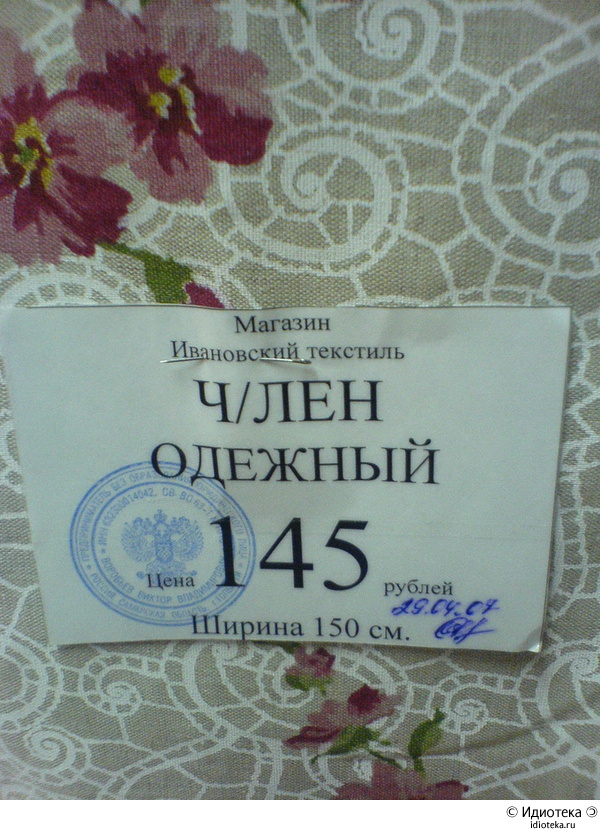 Магазин
Ивановский текстиль
Ч/ЛЕН
ОДЕЖНЫЙ
Цена 145 рублей
29.04.07
Ширина 150 см.
© Идиотека
idioteka.ru